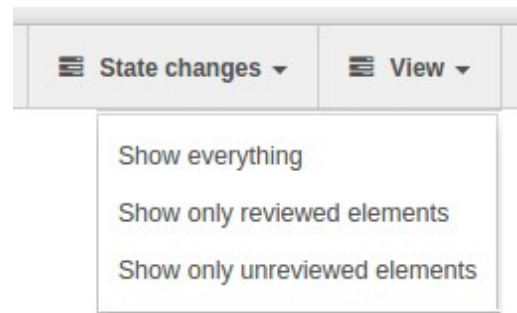 State changes View
Show everything
Show only reviewed elements
Show only unreviewed elements